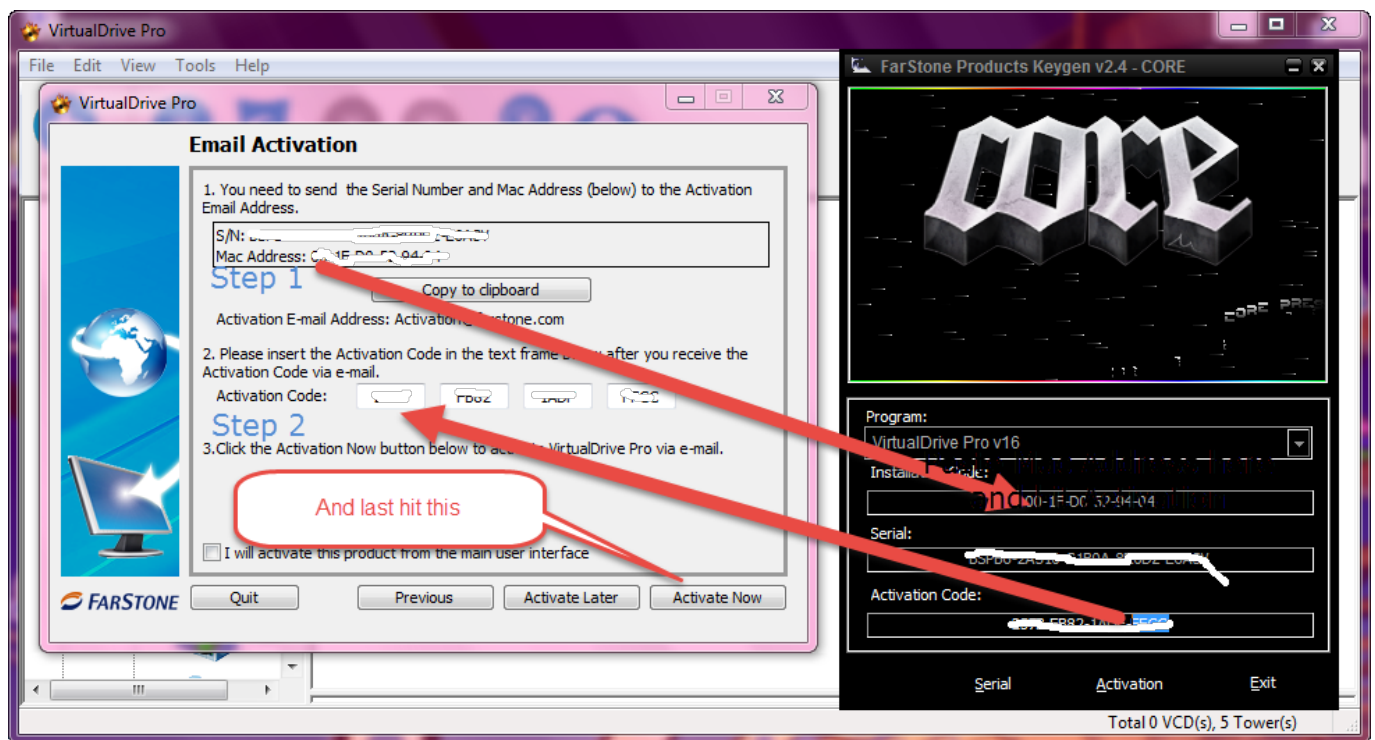 VirtualDrive Pro
File Edit View Tools Help
VirtualDrive Pro
Email Activation
1. You need to send the Serial Number and Mac Address (below) to the Activation
Email Address.
S/N:
Mac Address:
Step 1
Copy to clipboard
Activation E-mail Address:
2. Please insert the Activation Code in the text frame after you receive the
Activation Code via e-mail.
Activation Code:
Step 2
3.Click the Activation Now button below to VirtualDrive Pro via e-mail.
And last hit this
I will activate this product from the main user interface
FARSTONE
Quit
Previous
Activate Later
Activate Now
FarStone Products Keygen v2.4 - CORE
core
Program:
VirtualDrive Pro v16
Serial:
Activation Code:
Serial
Activation
Exit
Total 0 VCD(s), 5 Tower(s)